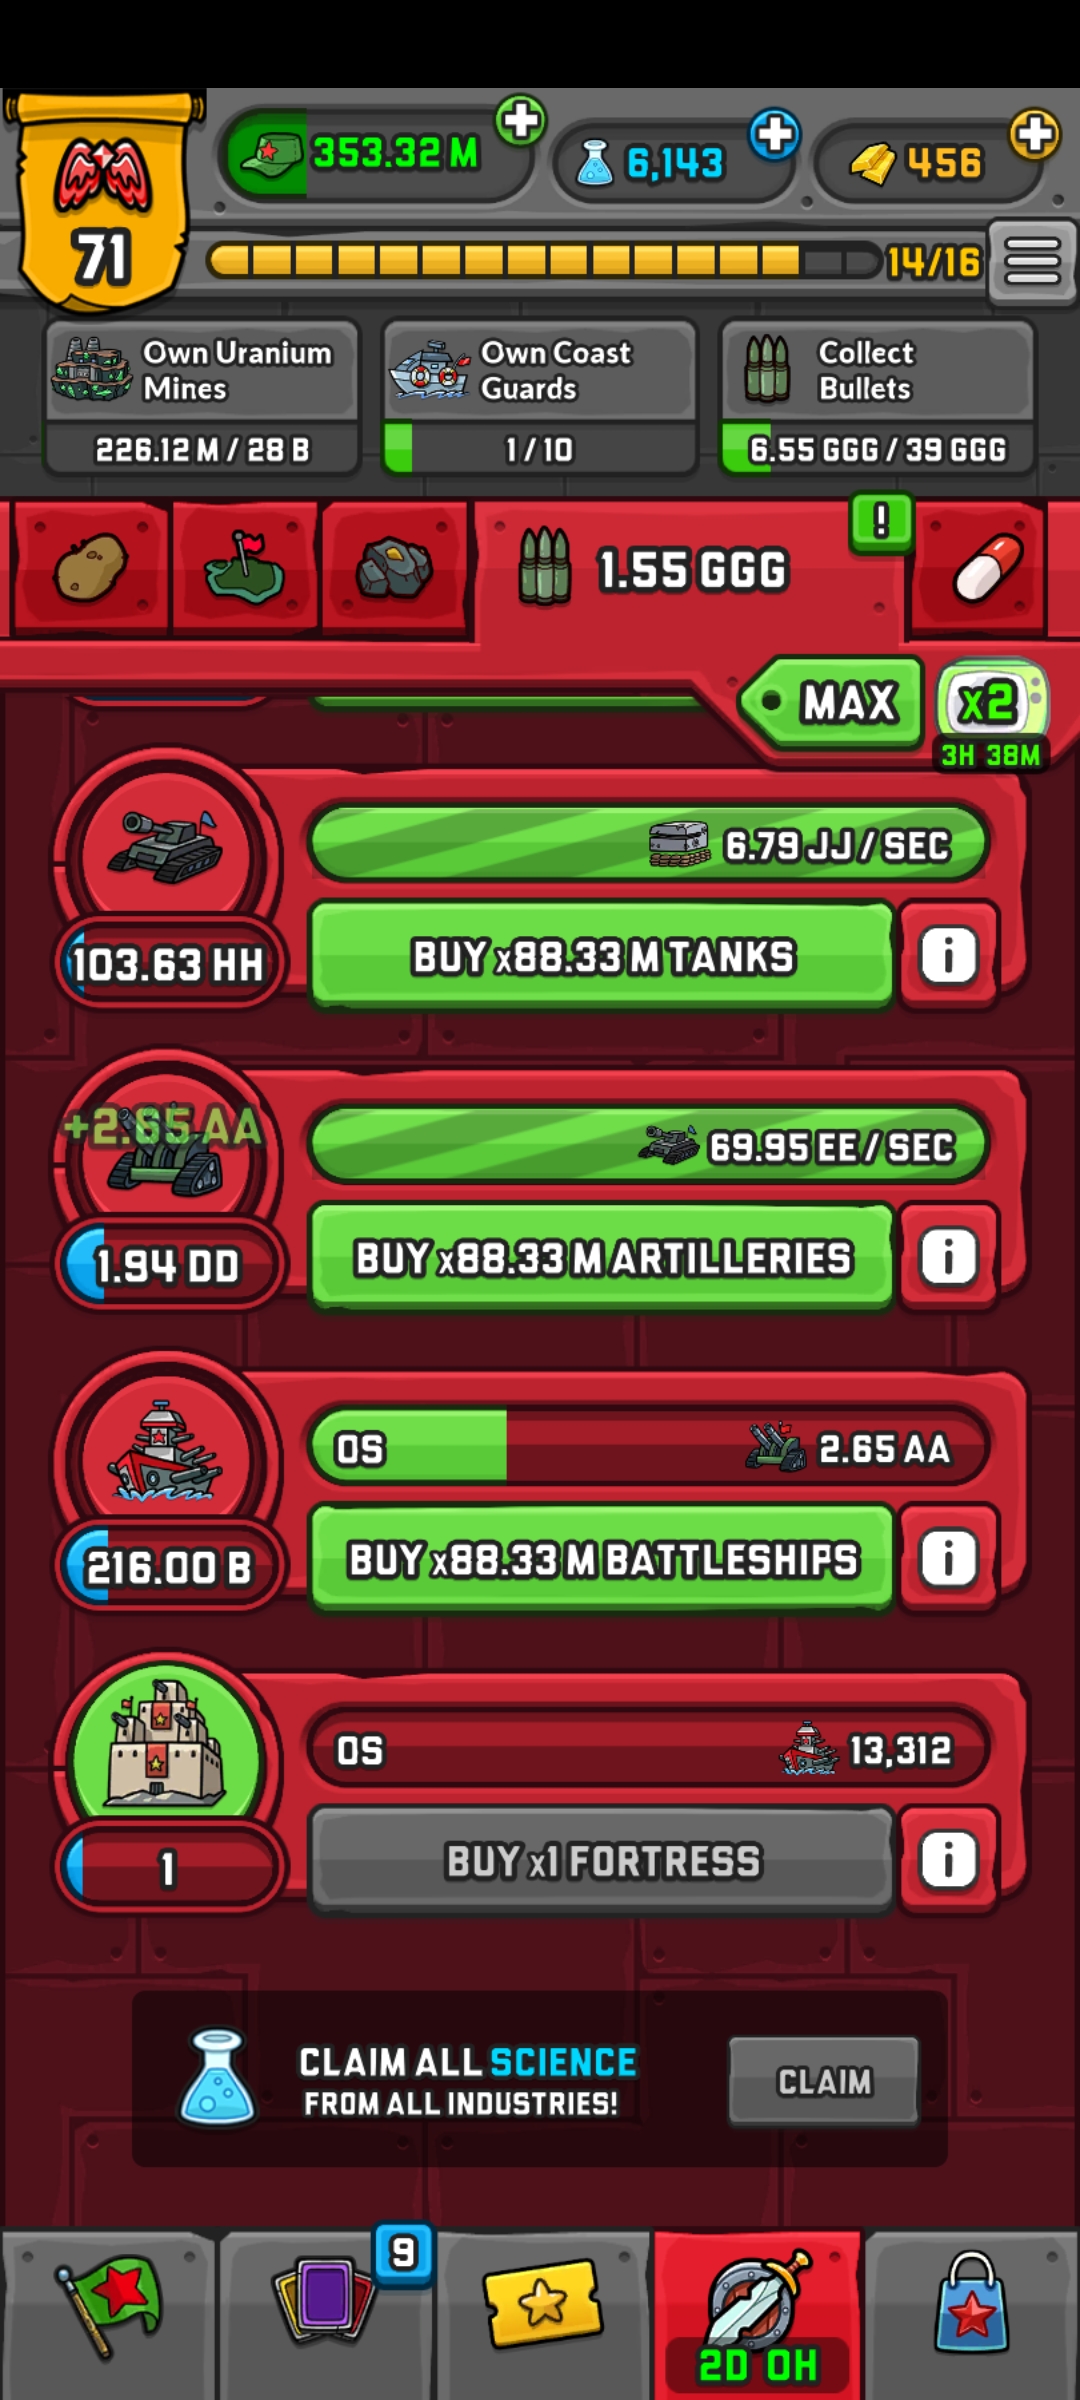 353.32 M
6,143
456
71
14/16
Own Uranium
Mines
226.12 M / 28 B
Own Coast
Guards
1 / 10
Collect
Bullets
6.55 GGG / 39 GGG
1.55 GGG
!
MAX
x2
3H 38M
6.79 JJ / SEC
103.63 HH
BUY x88.33 M TANKS
i
+2.65 AA
69.95 EE / SEC
1.94 DD
BUY x88.33 M ARTILLERIES
i
0S
2.65 AA
216.00 B
BUY x88.33 M BATTLESHIPS
i
0S
13,312
1
BUY x1 FORTRESS
i
CLAIM ALL SCIENCE
FROM ALL INDUSTRIES!
CLAIM
9
2D 0H